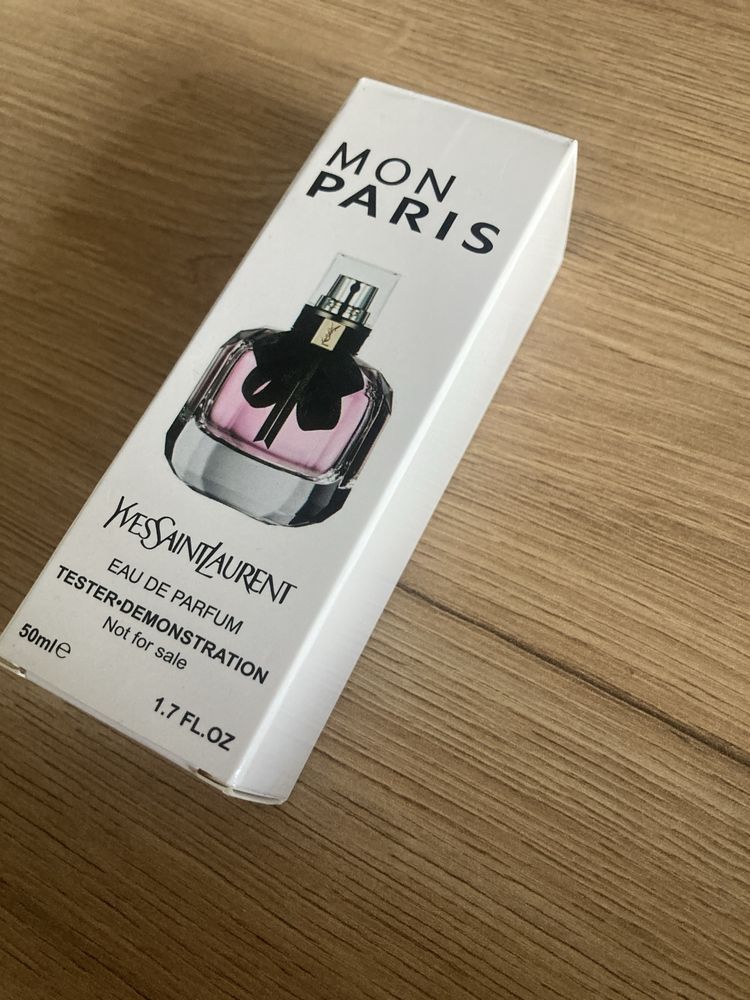 MON
PARIS
YVESSAINTLAURENT
EAU DE PARFUM
TESTER•DEMONSTRATION
Not for sale
50ml℮
1.7 FL.OZ